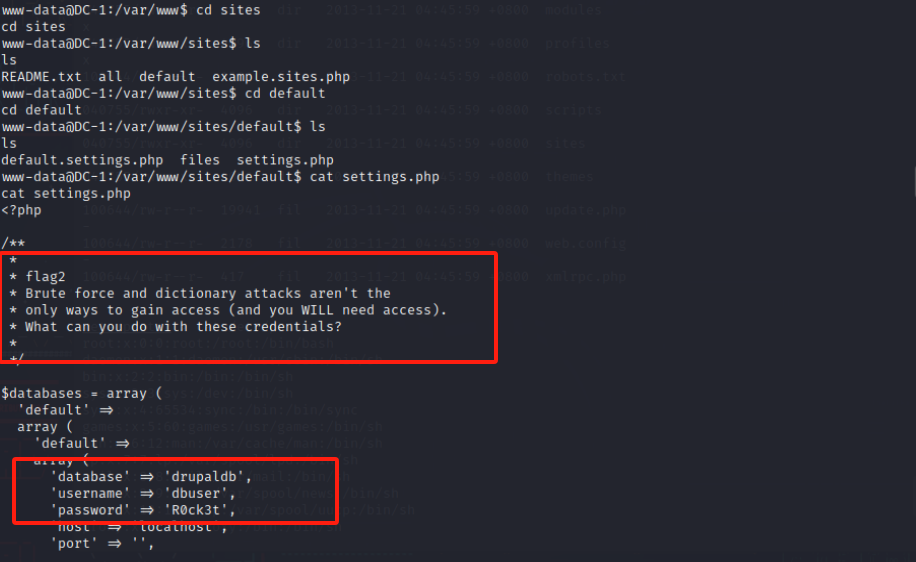 www-data@DC-1:/var/www$ cd sites
cd sites
www-data@DC-1:/var/www/sites$ ls
ls
README.txt  all  default  example.sites.php
www-data@DC-1:/var/www/sites$ cd default
cd default
www-data@DC-1:/var/www/sites/default$ ls
ls
default.settings.php  files  settings.php
www-data@DC-1:/var/www/sites/default$ cat settings.php
cat settings.php
<?php
/**
 *
 * flag2
 * Brute force and dictionary attacks aren't the
 * only ways to gain access (and you WILL need access).
 * What can you do with these credentials?
 *
 */
$databases = array (
  'default' =>
  array (
    'default' =>
    array (
      'database' => 'drupaldb',
      'username' => 'dbuser',
      'password' => 'R0ck3t',
      'host' => 'localhost',
      'port' => '',